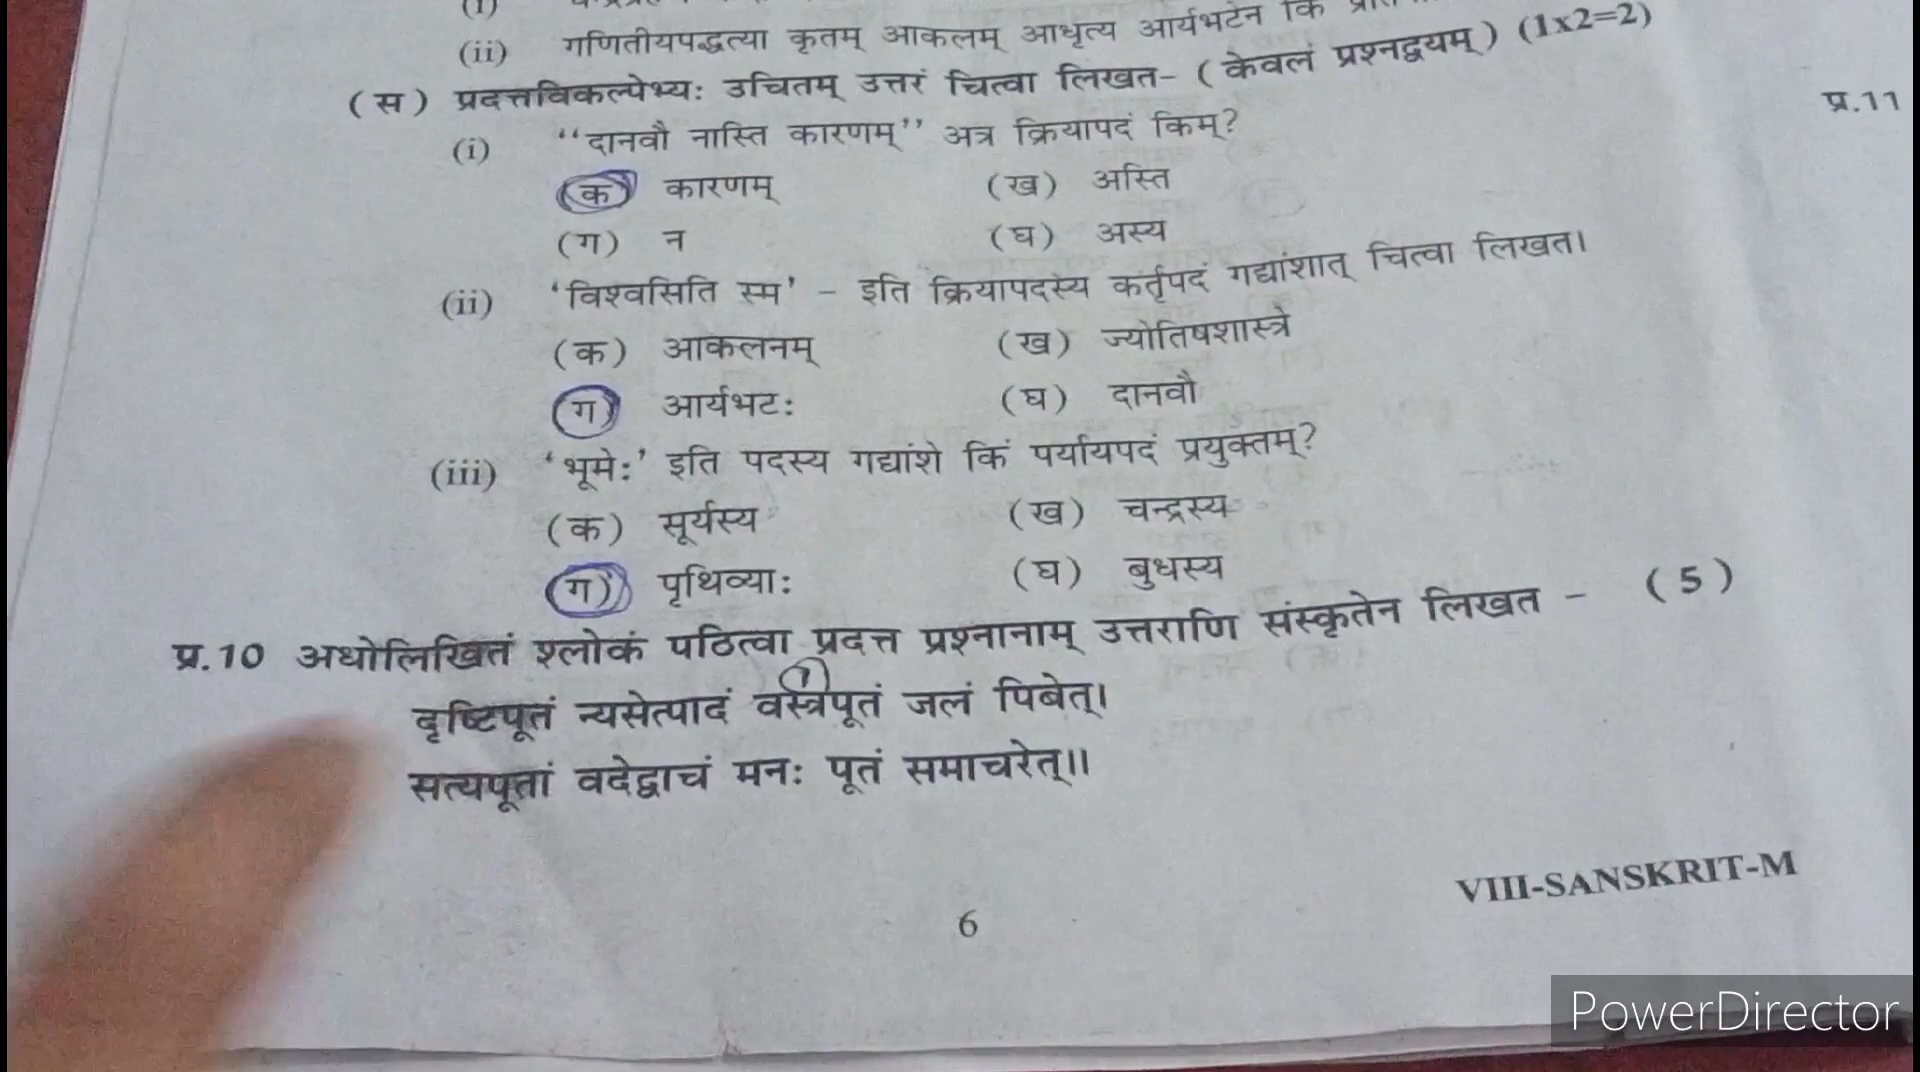 (i)
(ii) गणितीयपद्धत्या कृतम् आकलम् आधृत्य आर्यभटेन किं
(स) प्रदत्तविकल्पेभ्यः उचितम् उत्तरं चित्वा लिखत- (केवलं प्रश्नद्वयम्) (1x2=2)
प्र.11
(i) "दानवौ नास्ति कारणम्" अत्र क्रियापदं किम्?
(क) कारणम् (ख) अस्ति
(ग) न (घ) अस्य
(ii) 'विश्वसिति स्म' - इति क्रियापदस्य कर्तृपदं गद्यांशात् चित्वा लिखत।
(क) आकलनम् (ख) ज्योतिषशास्त्रे
(ग) आर्यभटः (घ) दानवौ
(iii) 'भूमेः' इति पदस्य गद्यांशे किं पर्यायपदं प्रयुक्तम्?
(क) सूर्यस्य (ख) चन्द्रस्य
(ग) पृथिव्याः (घ) बुधस्य
प्र.10 अधोलिखितं श्लोकं पठित्वा प्रदत्त प्रश्नानाम् उत्तराणि संस्कृतेन लिखत - (5)
दृष्टिपूतं न्यसेत्पादं वस्त्रपूतं जलं पिबेत्।
सत्यपूतां वदेद्वाचं मनः पूतं समाचरेत्॥
VIII-SANSKRIT-M
6
PowerDirector